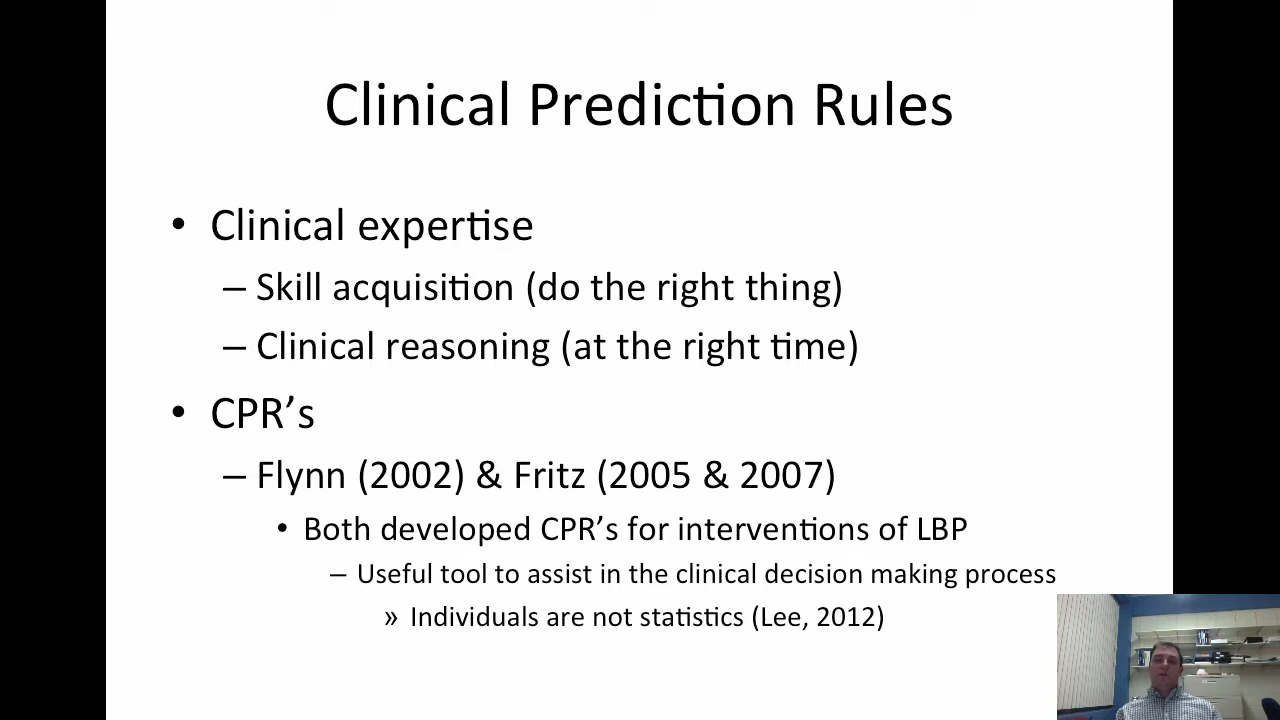 Clinical Prediction Rules
• Clinical expertise
– Skill acquisition (do the right thing)
– Clinical reasoning (at the right time)
• CPR’s
– Flynn (2002) & Fritz (2005 & 2007)
• Both developed CPR’s for interventions of LBP
– Useful tool to assist in the clinical decision making process
» Individuals are not statistics (Lee, 2012)